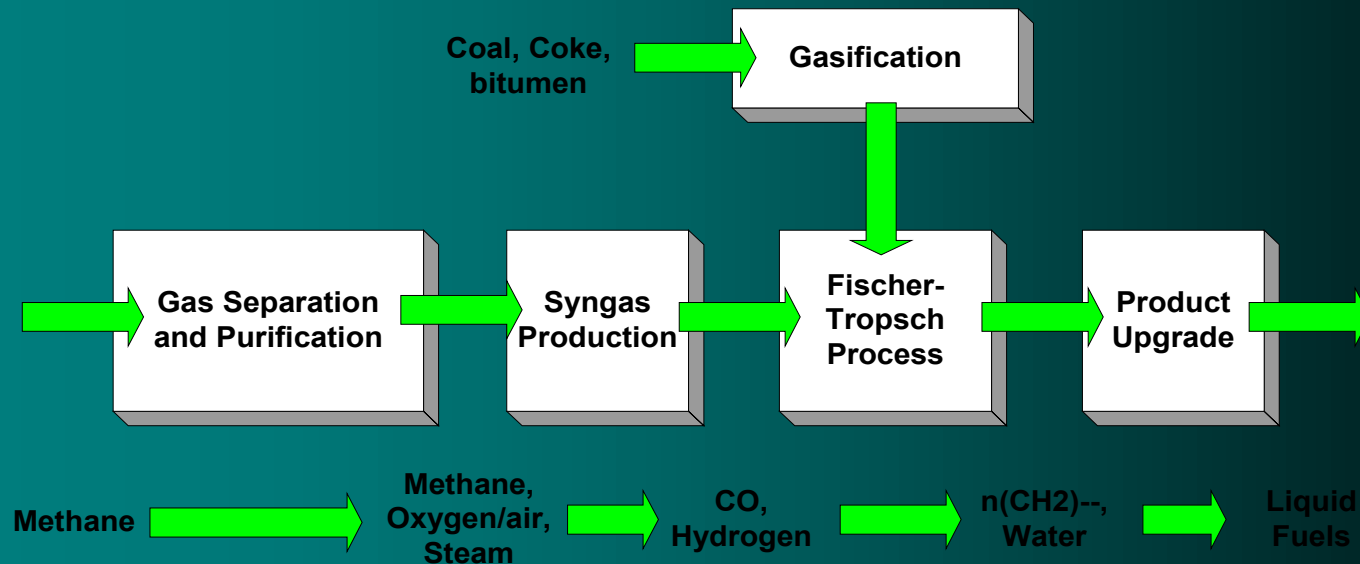 Coal, Coke,
bitumen
Gasification
Gas Separation
and Purification
Syngas
Production
Fischer-
Tropsch
Process
Product
Upgrade
Methane
Methane,
Oxygen/air,
Steam
CO,
Hydrogen
n(CH2)--,
Water
Liquid
Fuels